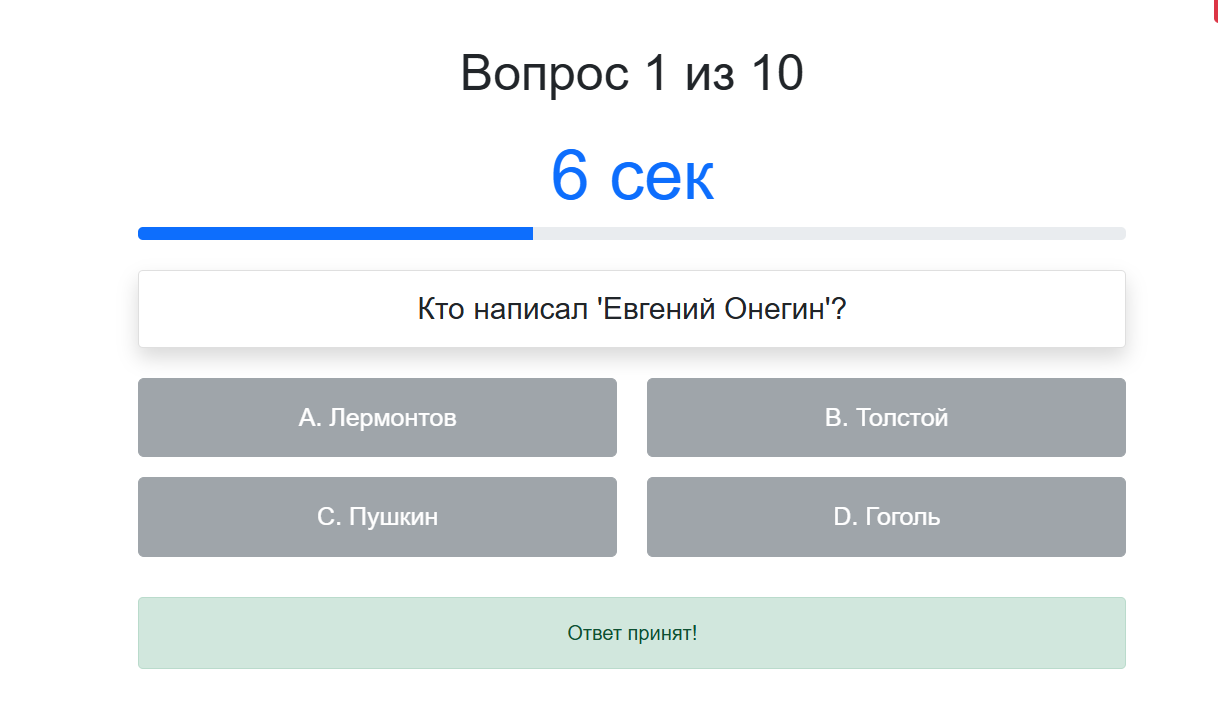 Вопрос 1 из 10
6 сек
Кто написал 'Евгений Онегин'?
A. Лермонтов
B. Толстой
C. Пушкин
D. Гоголь
Ответ принят!